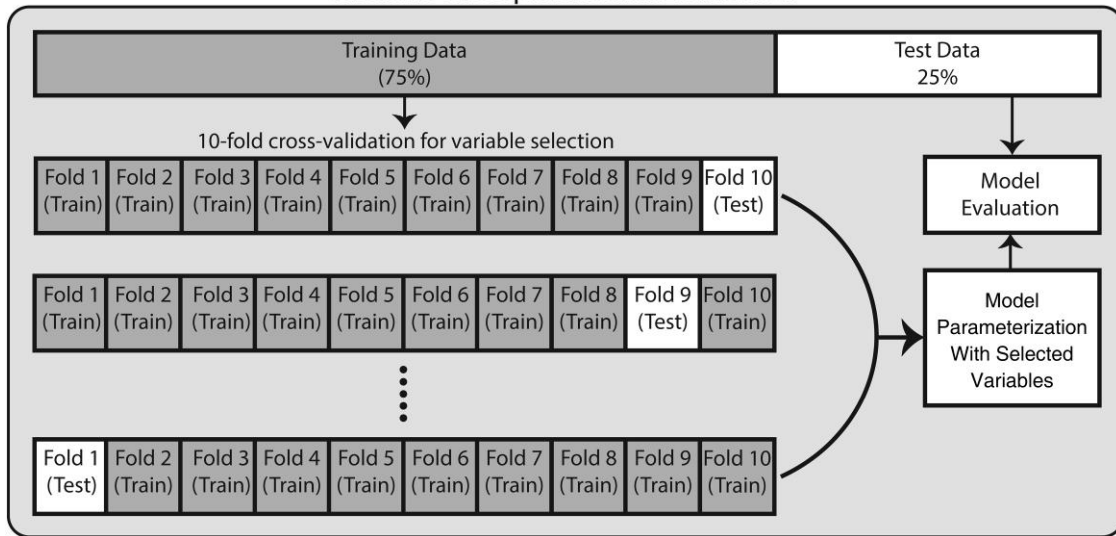 Training Data
(75%)
Test Data
25%
10-fold cross-validation for variable selection
Fold 1 Fold 2 Fold 3 Fold 4 Fold 5 Fold 6 Fold 7 Fold 8 Fold 9 Fold 10
(Train) (Train) (Train) (Train) (Train) (Train) (Train) (Train) (Train) (Test)
Model
Evaluation
Fold 1 Fold 2 Fold 3 Fold 4 Fold 5 Fold 6 Fold 7 Fold 8 Fold 9 Fold 10
(Train) (Train) (Train) (Train) (Train) (Train) (Train) (Train) (Test) (Train)
Model
Parameterization
With Selected
Variables
Fold 1 Fold 2 Fold 3 Fold 4 Fold 5 Fold 6 Fold 7 Fold 8 Fold 9 Fold 10
(Test) (Train) (Train) (Train) (Train) (Train) (Train) (Train) (Train) (Train)